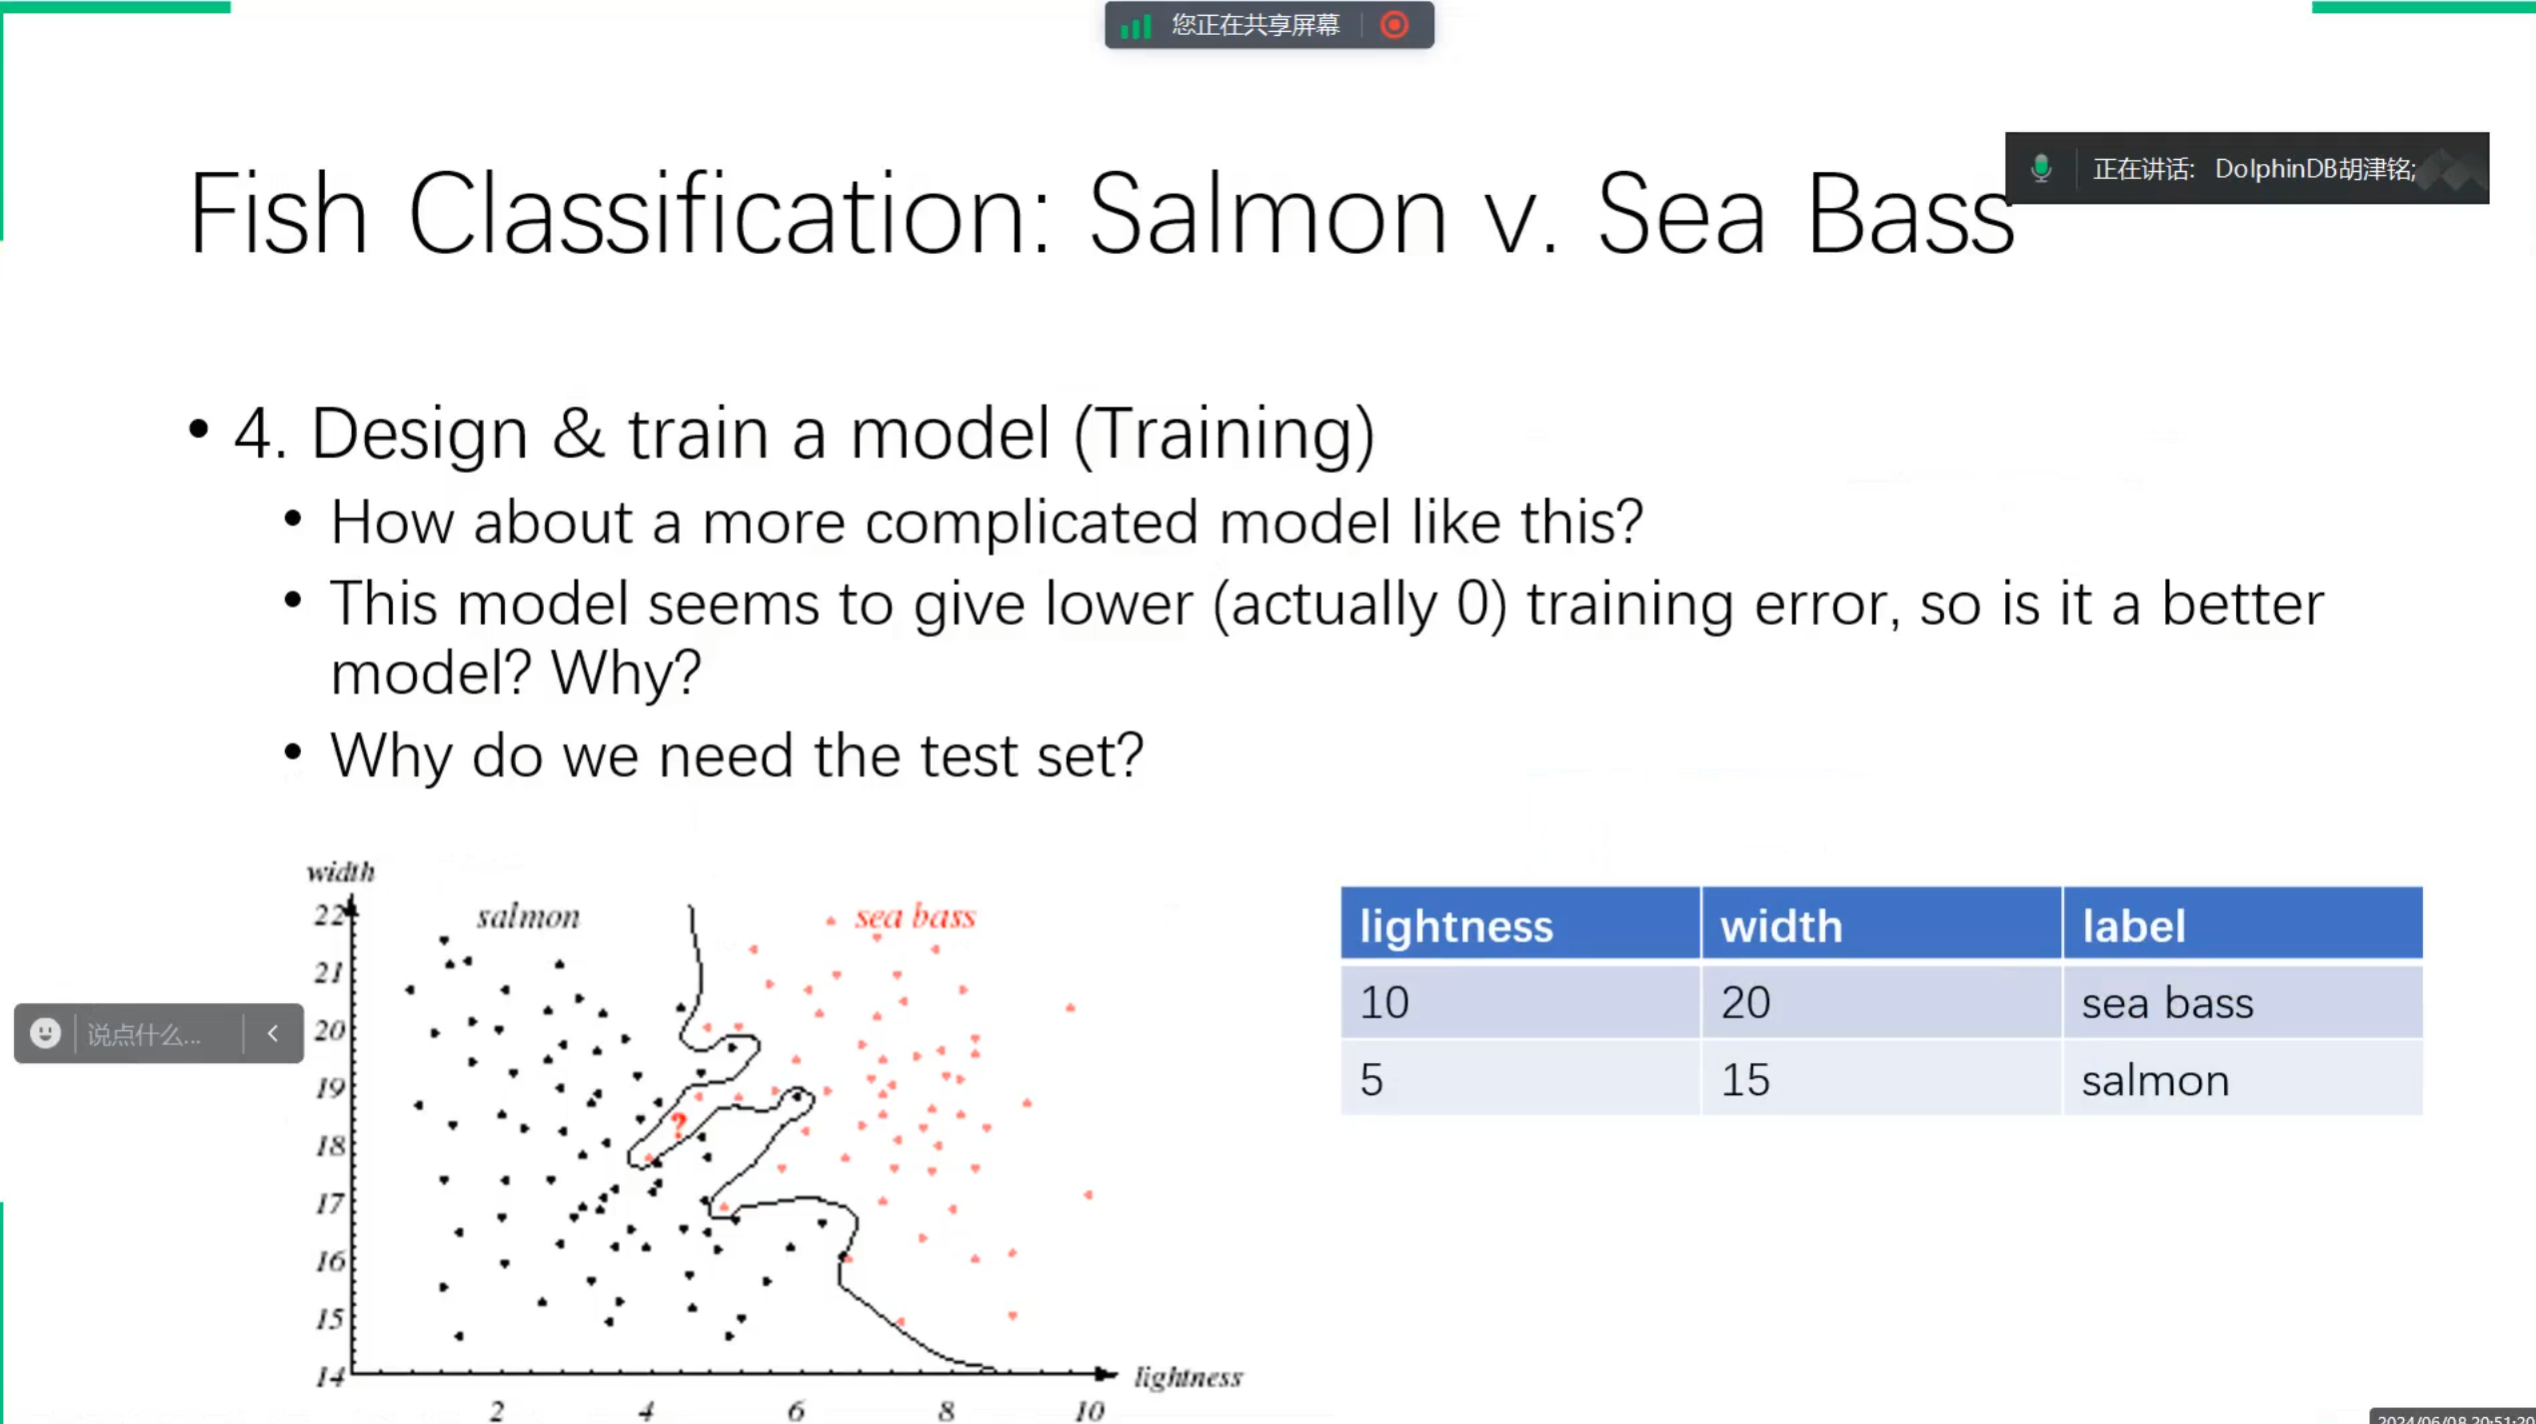 您正在共享屏幕
正在讲话: DolphinDB胡津铭;
Fish Classification: Salmon v. Sea Bass
• 4. Design & train a model (Training)
• How about a more complicated model like this?
• This model seems to give lower (actually 0) training error, so is it a better
model? Why?
• Why do we need the test set?
width
22
salmon
sea bass
21
20
19
18
17
16
15
14
?
2
4
6
8
10
lightness
说点什么...
lightness width label
10 20 sea bass
5 15 salmon